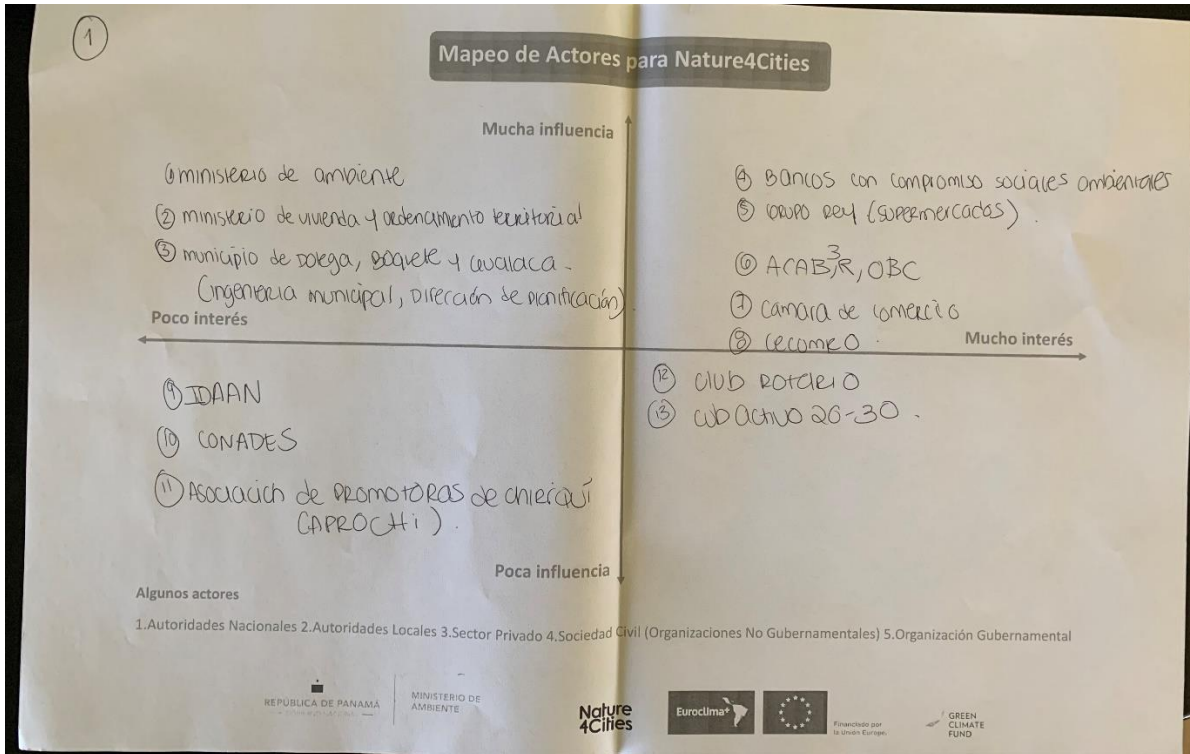 1
Mapeo de Actores para Nature4Cities
Mucha influencia
① ministerio de ambiente
② ministerio de vivienda y ordenamiento territorial
③ municipio de Dolega, Boquete y Gualaca.
(ingenieria municipal, Dirección de planificación)
④ Bancos con compromiso sociales ambientales
⑤ Grupo Rey (supermercados).
⑥ ACAB3R, OBC
⑦ camara de comercio
⑧ cecomro.
Poco interés
Mucho interés
⑨ IDAAN
⑩ CONADES
⑪ Asociación de PROMOTORAS de chiriquí
(APROCHi).
⑫ club Rotario
⑬ cub activo 20-30.
Poca influencia
Algunos actores
1.Autoridades Nacionales 2.Autoridades Locales 3.Sector Privado 4.Sociedad Civil (Organizaciones No Gubernamentales) 5.Organización Gubernamental
REPÚBLICA DE PANAMÁ
MINISTERIO DE
AMBIENTE
Nature
4Cities
Euroclima+
Financiado por
la Unión Europea
GREEN
CLIMATE
FUND